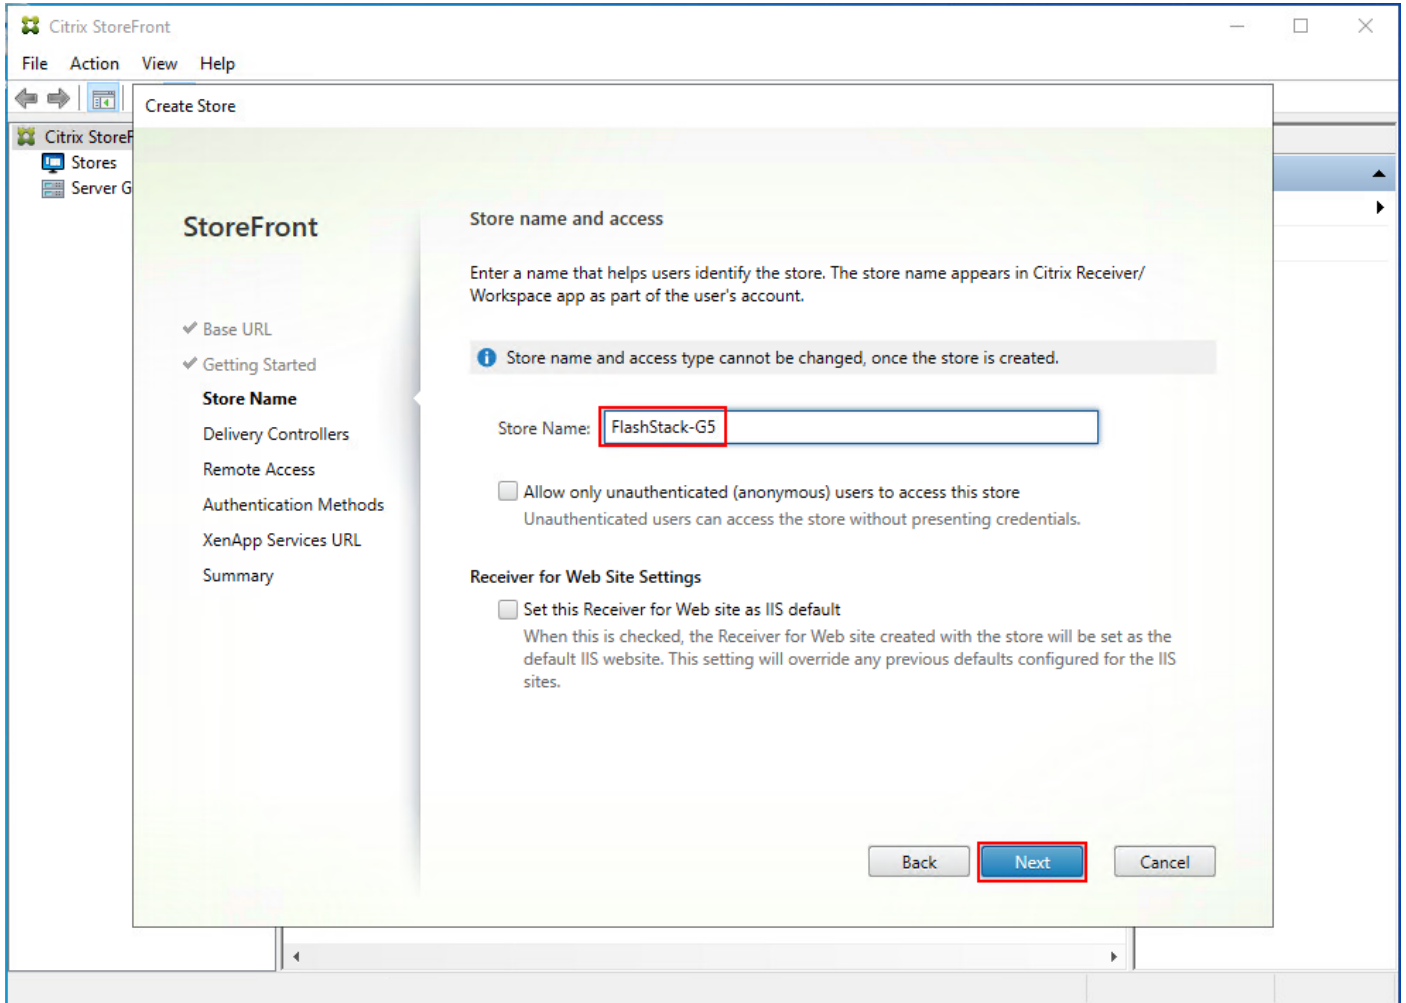 Citrix StoreFront
File Action View Help
Create Store
Citrix StoreF
Stores
Server G
StoreFront
Base URL
Getting Started
Store Name
Delivery Controllers
Remote Access
Authentication Methods
XenApp Services URL
Summary
Store name and access
Enter a name that helps users identify the store. The store name appears in Citrix Receiver/
Workspace app as part of the user's account.
Store name and access type cannot be changed, once the store is created.
Store Name: FlashStack-G5
Allow only unauthenticated (anonymous) users to access this store
Unauthenticated users can access the store without presenting credentials.
Receiver for Web Site Settings
Set this Receiver for Web site as IIS default
When this is checked, the Receiver for Web site created with the store will be set as the
default IIS website. This setting will override any previous defaults configured for the IIS
sites.
Back Next Cancel